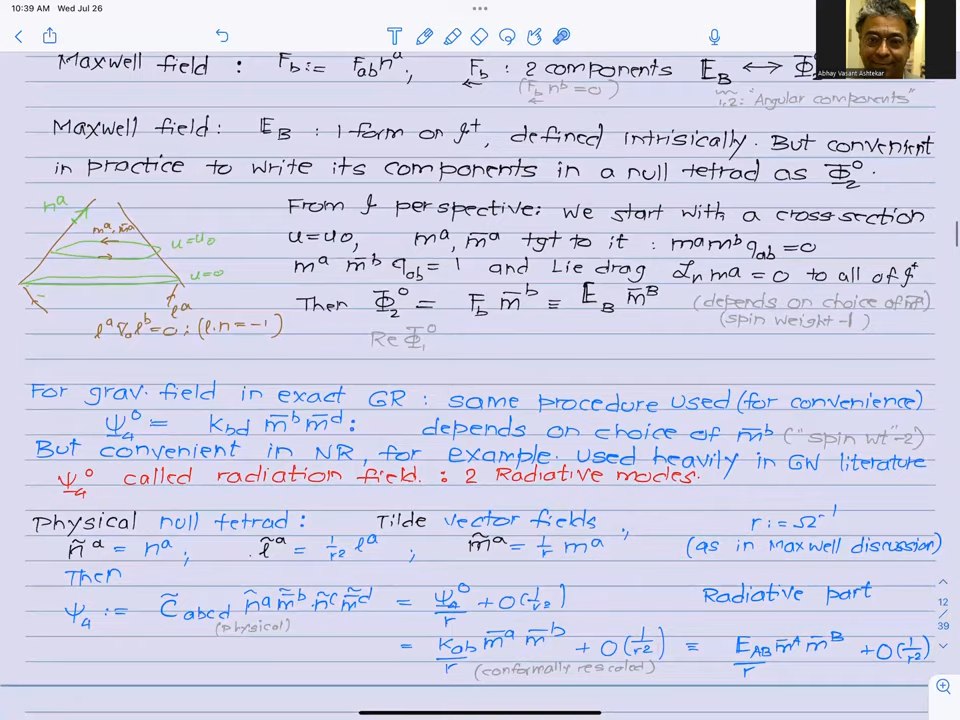 10:39 AM Wed Jul 26
Abhay Vasant Ashtekar
Maxwell field : F_b := F_ab n^a ; F_b : 2 components E_B ↔ Φ
(F_b n^b = 0) 1,2: "Angular components"
Maxwell field : E_B : 1 form on 𝓘⁺, defined intrisically. But convenient
in practice to write its components in a null tetrad as Φ₂⁰.
From 𝓘 perspective: we start with a cross section
u=u₀, m^a, m̄^a tgt to it : m^a m^b q_ab = 0
m^a m̄^b q_ab = 1 and Lie drag 𝓛_n m^a = 0 to all of 𝓘⁺
Then Φ₂⁰ = F_b m̄^b ≡ E_B m̄^B (depends on choice of m̄^b)
(spin weight -1)
Re Φ₁⁰
n^a
m^a, m̄^a
u=u₀
u=0
l^a
l^a ∇_a l^b = 0 ; (l.n = -1)
For grav. field in exact GR : same procedure used (for convenience)
Ψ₄⁰ = k_bd m̄^b m̄^d : depends on choice of m̄^b ("spin wt" -2)
But convenient in NR, for example. used heavily in GW literature
Ψ₄⁰ called radiation field. : 2 Radiative modes.
Physical null tetrad : Tilde vector fields , r := Ω⁻¹
ñ^a = n^a ; l̃^a = 1/r² l^a ; m̃^a = 1/r m^a (as in Maxwell discussion)
Then
Ψ₄ := C̃_abcd ñ^a m̃^b ñ^c m̃^d = Ψ₄⁰/r + O(1/r²) Radiative part
(physical)
= k_ab m̄^a m̄^b/r + O(1/r²) ≡ E_AB m̄^A m̄^B/r + O(1/r²)
(conformally rescaled)
12
/
39